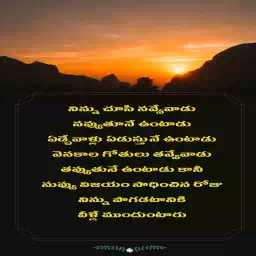 నిన్ను చూసి నవ్వేవాడు
నవ్వుతూనే ఉంటాడు
ఏడ్చేవాళ్లు ఏడుస్తు నే ఉంటాడు
వెనకాల గోతులు తవ్వేవాడు
తవ్వుతునే ఉంటాడు కానీ
నువ్వు విజయం సాధించిన రోజు
నిన్ను పొగడటానికి
వీళ్లే ముందుంటారు